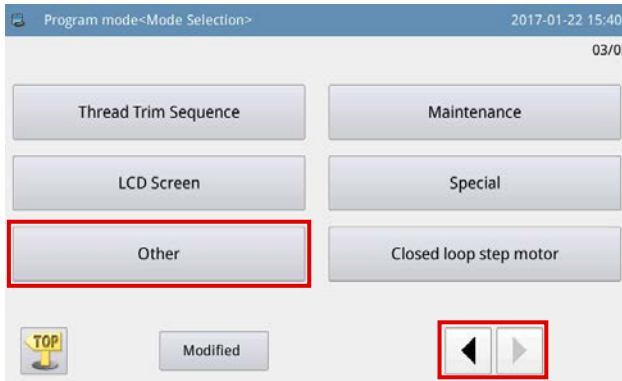 Program mode<Mode Selection> 2017-01-22 15:40
03/0
Thread Trim Sequence Maintenance
LCD Screen Special
Other Closed loop step motor
TOP Modified